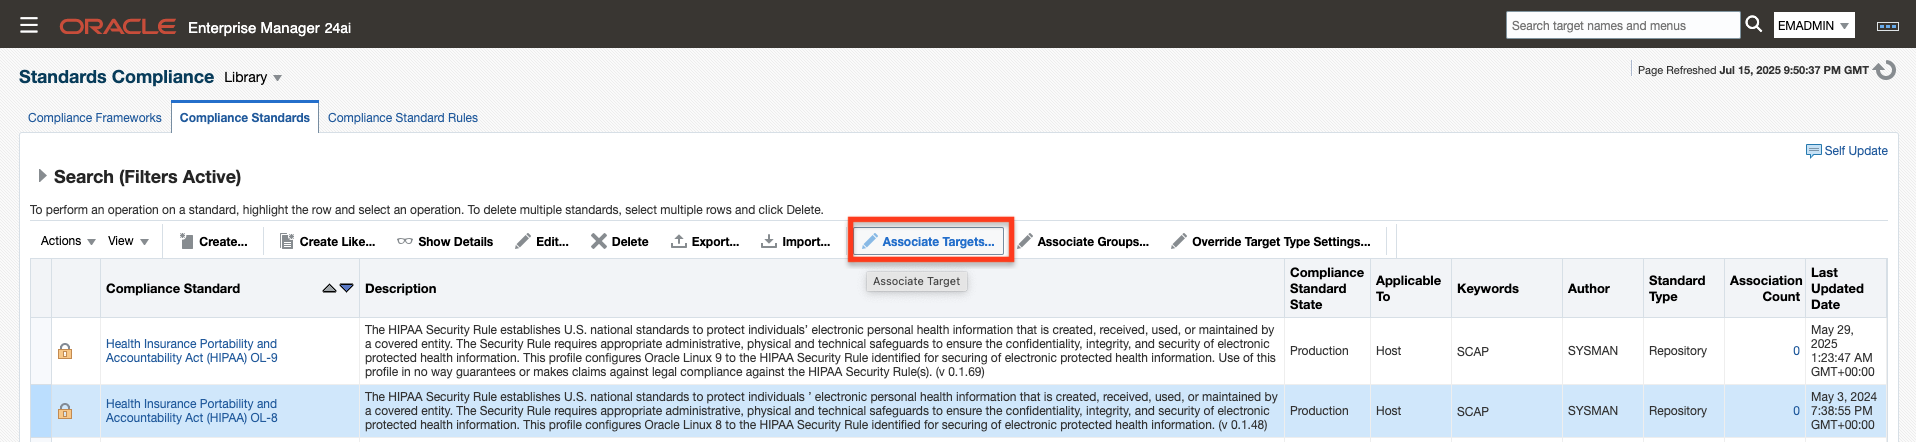 ORACLE Enterprise Manager 24ai
Search target names and menus
EMADMIN
Standards Compliance Library
Page Refreshed Jul 15, 2025 9:50:37 PM GMT
Compliance Frameworks Compliance Standards Compliance Standard Rules
Self Update
Search (Filters Active)
To perform an operation on a standard, highlight the row and select an operation. To delete multiple standards, select multiple rows and click Delete.
Actions View Create... Create Like... Show Details Edit... Delete Export... Import... Associate Targets... Associate Groups... Override Target Type Settings...
Associate Target
Compliance Standard
Description
Compliance
Standard
State
Applicable
To
Keywords
Author
Standard
Type
Association
Count
Last
Updated
Date
Health Insurance Portability and
Accountability Act (HIPAA) OL-9
The HIPAA Security Rule establishes U.S. national standards to protect individuals’ electronic personal health information that is created, received, used, or maintained by
a covered entity. The Security Rule requires appropriate administrative, physical and technical safeguards to ensure the confidentiality, integrity, and security of electronic
protected health information. This profile configures Oracle Linux 9 to the HIPAA Security Rule identified for securing of electronic protected health information. Use of this
profile in no way guarantees or makes claims against legal compliance against the HIPAA Security Rule(s). (v 0.1.69)
Production
Host
SCAP
SYSMAN
Repository
0
May 29,
2025
1:23:47 AM
GMT+00:00
Health Insurance Portability and
Accountability Act (HIPAA) OL-8
The HIPAA Security Rule establishes U.S. national standards to protect individuals ’ electronic personal health information that is created, received, used, or maintained by
a covered entity. The Security Rule requires appropriate administrative, physical and technical safeguards to ensure the confidentiality, integrity, and security of electronic
protected health information. This profile configures Oracle Linux 8 to the HIPAA Security Rule identified for securing of electronic protected health information. (v 0.1.48)
Production
Host
SCAP
SYSMAN
Repository
0
May 3, 2024
7:38:55 PM
GMT+00:00